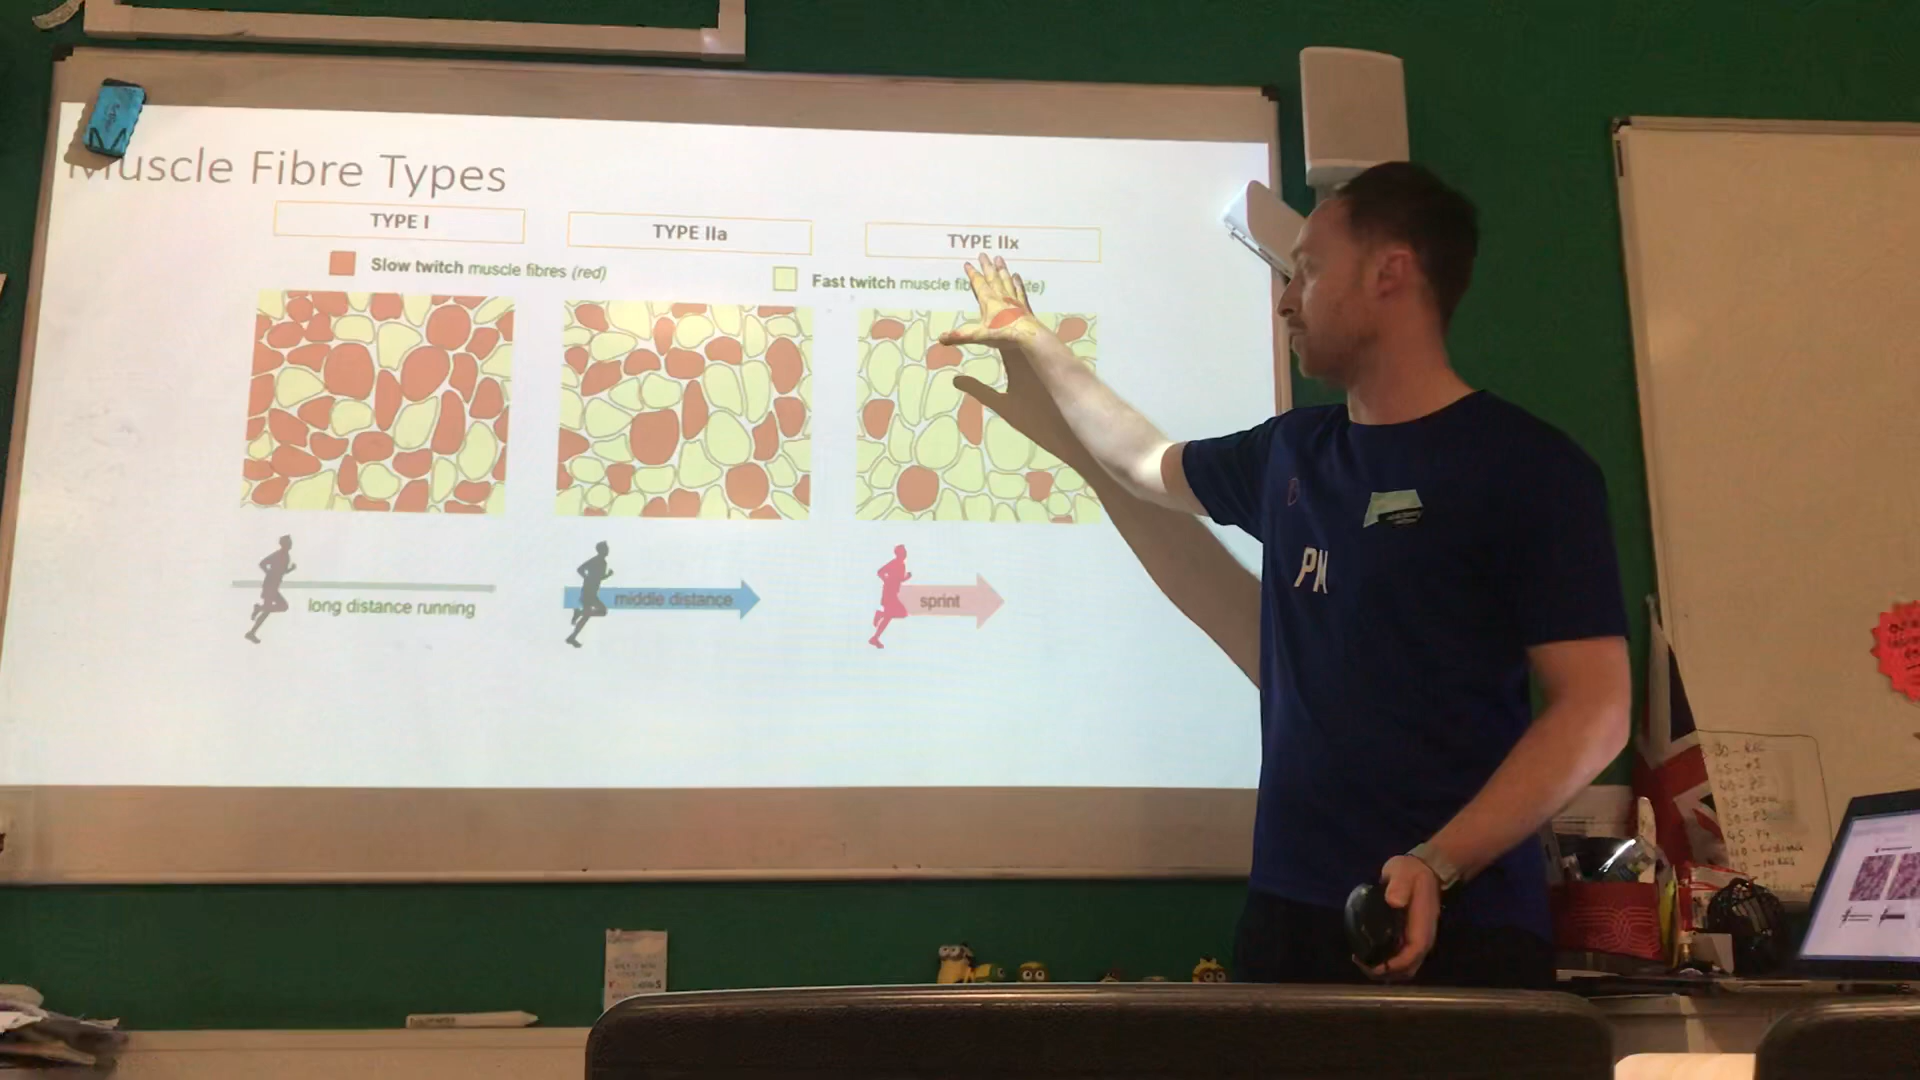 Muscle Fibre Types
TYPE I
TYPE IIa
TYPE IIx
Slow twitch muscle fibres (red)
Fast twitch muscle
long distance running
middle distance
sprint
PM